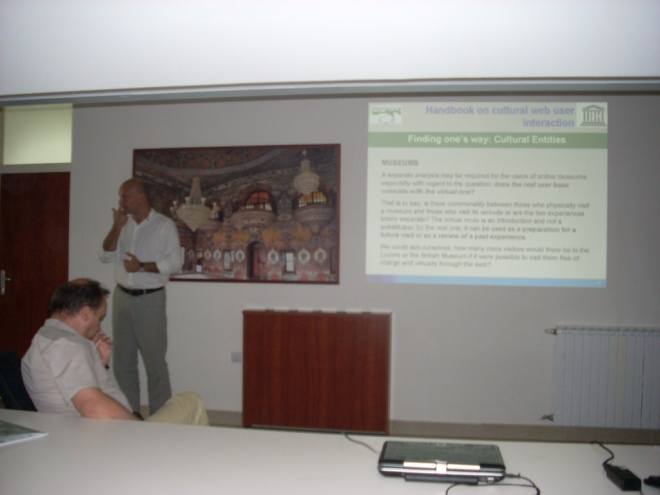 Handbook on cultural web user
interaction
Finding one's way: Cultural Entities
MUSEUMS
A separate analysis may be required for the users of online museums
especially with regard to the question: does the real user base
coincide with the virtual one?
That is to say, is there commonality between those who physically visit
a museum and those who visit its website or are the two experiences
totally separate? The virtual route is an introduction and not a
substitution for the real one, it can be used as a preparation for a
future visit or as a review of a past experience.
We could ask ourselves: how many more visitors would there be to the
Louvre or the British Museum if it were possible to visit them free of
charge and virtually through the web?